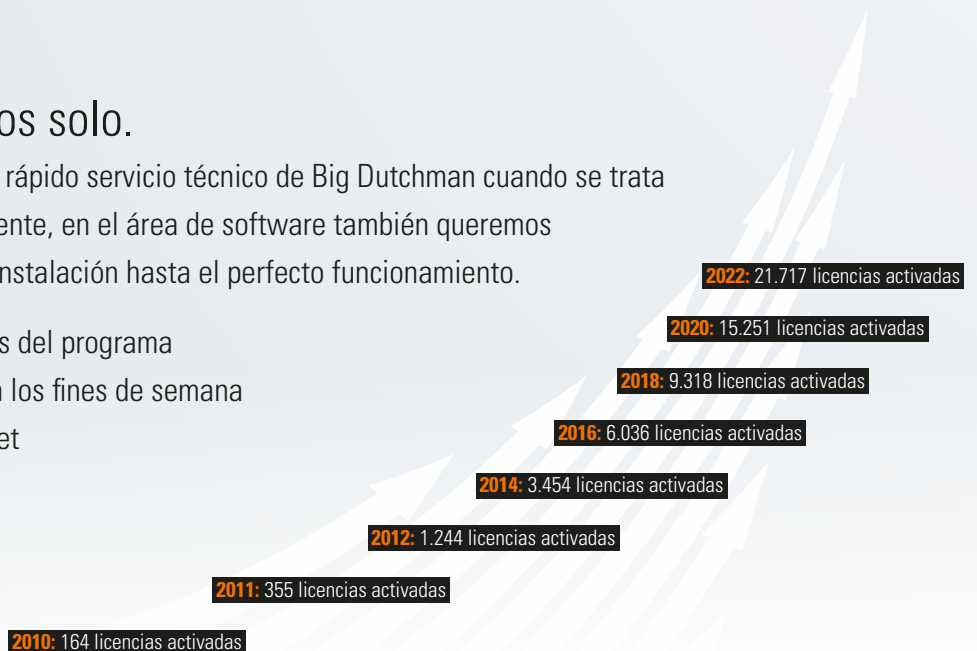 os solo.
rápido servicio técnico de Big Dutchman cuando se trata
ente, en el área de software también queremos
nstalación hasta el perfecto funcionamiento.
s del programa
los fines de semana
et
2022: 21.717 licencias activadas
2020: 15.251 licencias activadas
2018: 9.318 licencias activadas
2016: 6.036 licencias activadas
2014: 3.454 licencias activadas
2012: 1.244 licencias activadas
2011: 355 licencias activadas
2010: 164 licencias activadas